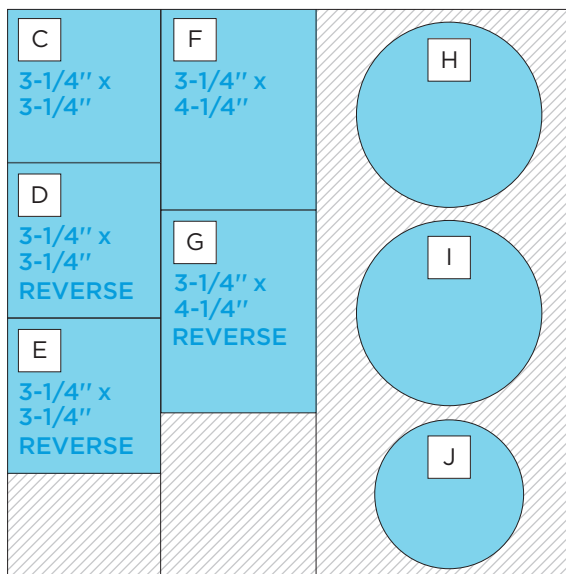 C
3-1/4" x
3-1/4"
D
3-1/4" x
3-1/4"
REVERSE
E
3-1/4" x
3-1/4"
REVERSE
F
3-1/4" x
4-1/4"
G
3-1/4" x
4-1/4"
REVERSE
H
I
J